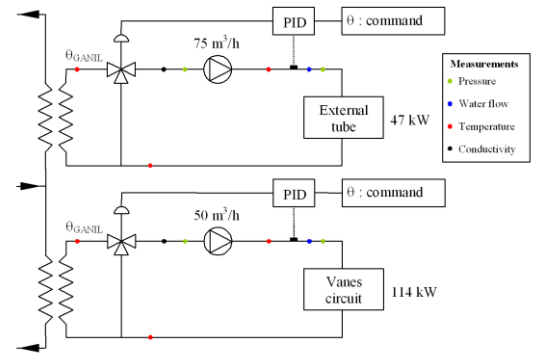 PID
θ : command
θGANIL
75 m³/h
External
tube
47 kW
Measurements
Pressure
Water flow
Temperature
Conductivity
PID
θ : command
θGANIL
50 m³/h
Vanes
circuit
114 kW